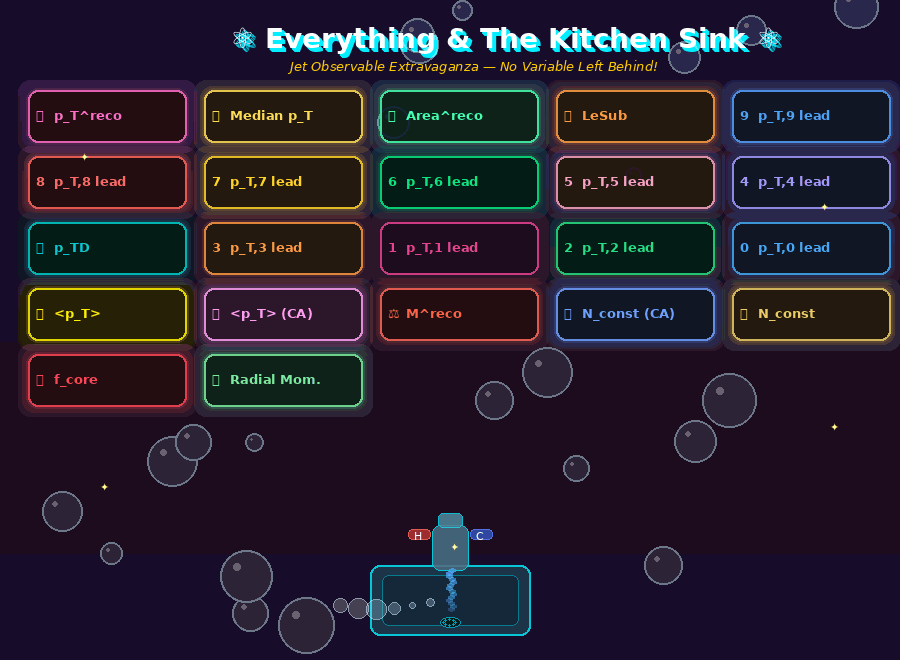 ⚛ Everything & The Kitchen Sink ⚛
Jet Observable Extravaganza — No Variable Left Behind!
p_T^reco
Median p_T
Area^reco
LeSub
9 p_T,9 lead
8 p_T,8 lead
7 p_T,7 lead
6 p_T,6 lead
5 p_T,5 lead
4 p_T,4 lead
p_TD
3 p_T,3 lead
1 p_T,1 lead
2 p_T,2 lead
0 p_T,0 lead
<p_T>
<p_T> (CA)
⚖ M^reco
N_const (CA)
N_const
f_core
Radial Mom.
H
C